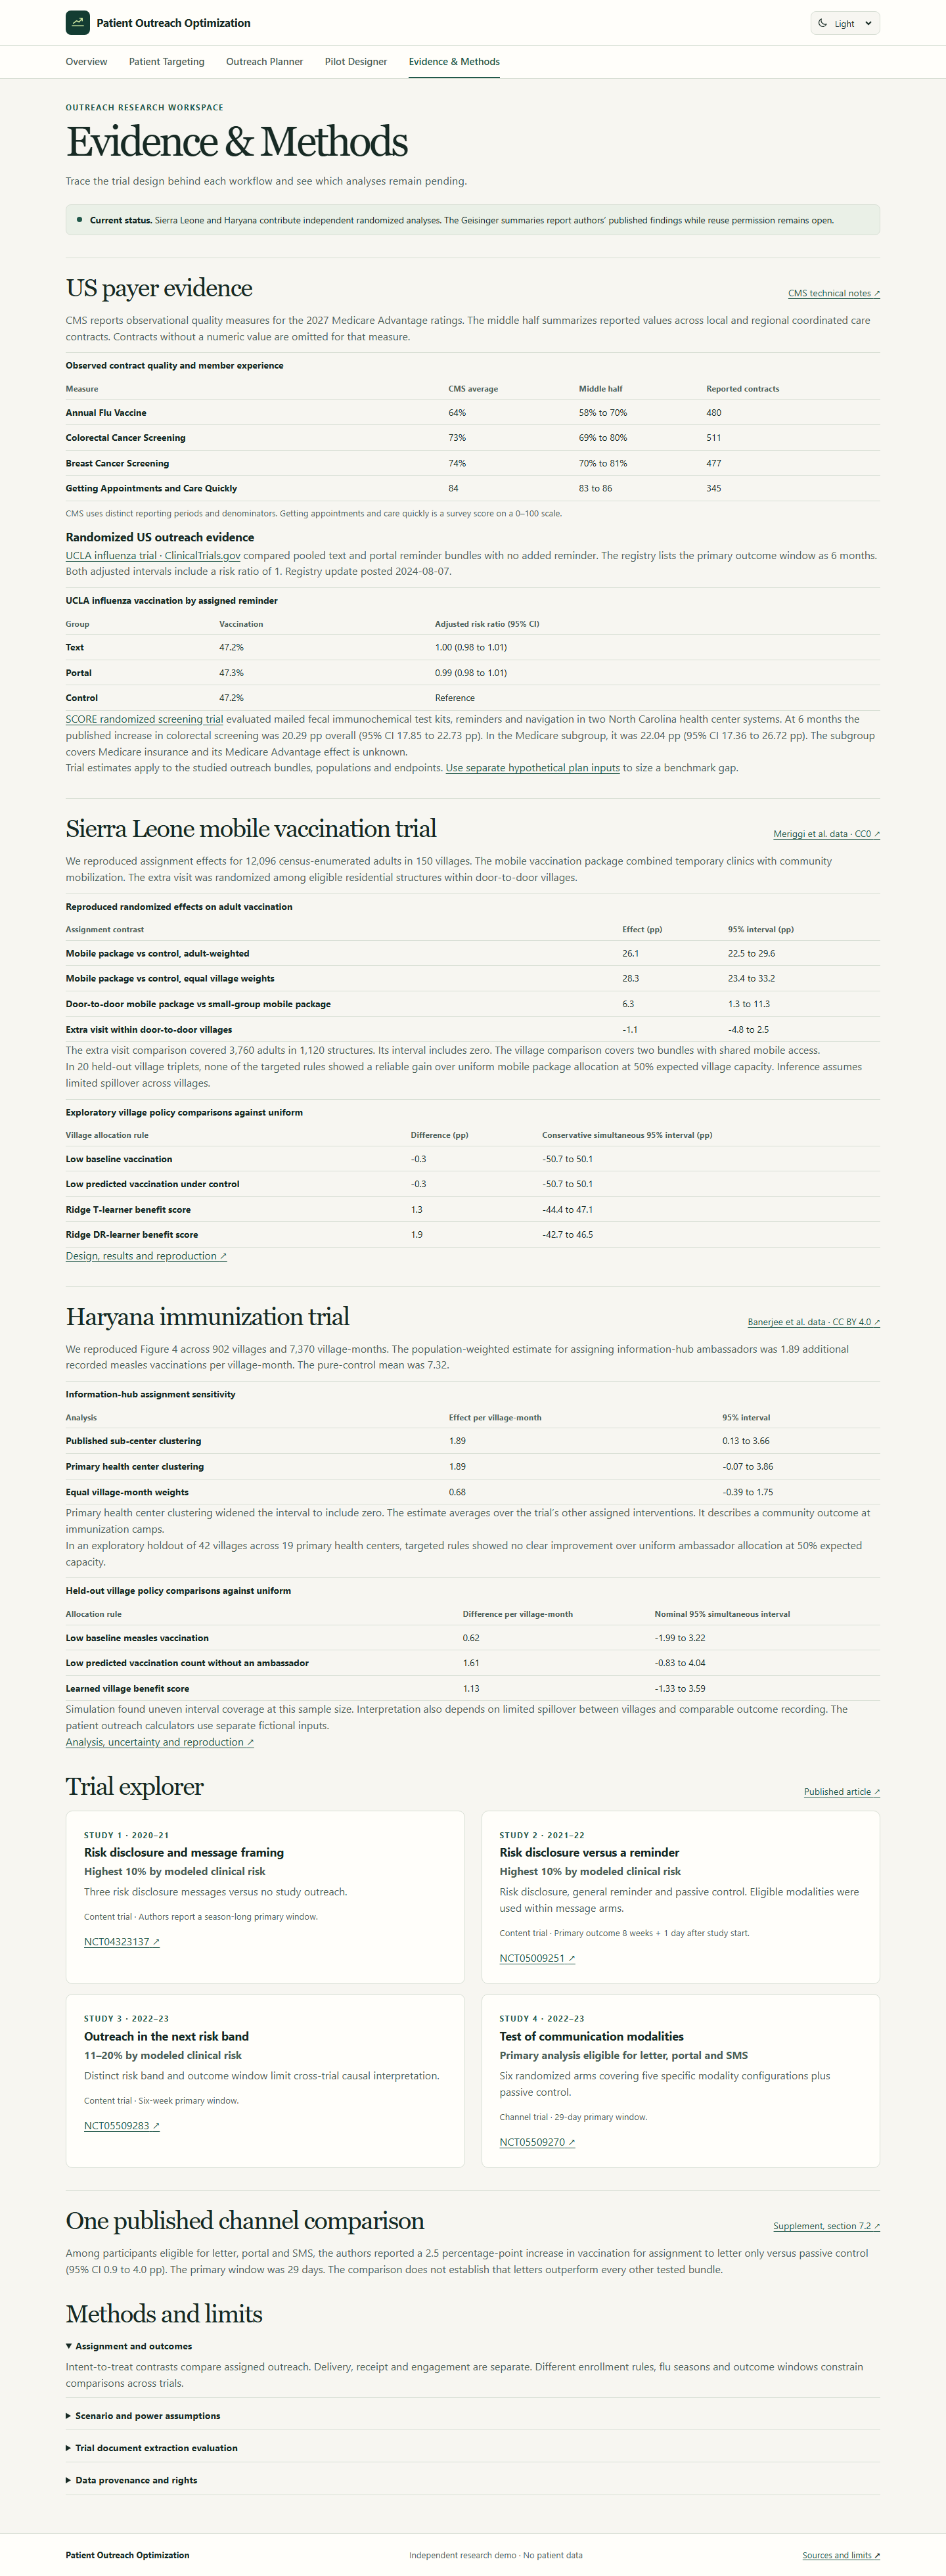 Patient Outreach Optimization
Light
Overview Patient Targeting Outreach Planner Pilot Designer Evidence & Methods
OUTREACH RESEARCH WORKSPACE
Evidence & Methods
Trace the trial design behind each workflow and see which analyses remain pending.
Current status. Sierra Leone and Haryana contribute independent randomized analyses. The Geisinger summaries report authors' published findings while reuse permission remains open.
US payer evidence
CMS technical notes ↗
CMS reports observational quality measures for the 2027 Medicare Advantage ratings. The middle half summarizes reported values across local and regional coordinated care
contracts. Contracts without a numeric value are omitted for that measure.
Observed contract quality and member experience
Measure CMS average Middle half Reported contracts
Annual Flu Vaccine 64% 58% to 70% 480
Colorectal Cancer Screening 73% 69% to 80% 511
Breast Cancer Screening 74% 70% to 81% 477
Getting Appointments and Care Quickly 84 83 to 86 345
CMS uses distinct reporting periods and denominators. Getting appointments and care quickly is a survey score on a 0–100 scale.
Randomized US outreach evidence
UCLA influenza trial · ClinicalTrials.gov compared pooled text and portal reminder bundles with no added reminder. The registry lists the primary outcome window as 6 months.
Both adjusted intervals include a risk ratio of 1. Registry update posted 2024-08-07.
UCLA influenza vaccination by assigned reminder
Group Vaccination Adjusted risk ratio (95% CI)
Text 47.2% 1.00 (0.98 to 1.01)
Portal 47.3% 0.99 (0.98 to 1.01)
Control 47.2% Reference
SCORE randomized screening trial evaluated mailed fecal immunochemical test kits, reminders and navigation in two North Carolina health center systems. At 6 months the
published increase in colorectal screening was 20.29 pp overall (95% CI 17.85 to 22.73 pp). In the Medicare subgroup, it was 22.04 pp (95% CI 17.36 to 26.72 pp). The subgroup
covers Medicare insurance and its Medicare Advantage effect is unknown.
Trial estimates apply to the studied outreach bundles, populations and endpoints. Use separate hypothetical plan inputs to size a benchmark gap.
Sierra Leone mobile vaccination trial
Meriggi et al. data · CC0 ↗
We reproduced assignment effects for 12,096 census-enumerated adults in 150 villages. The mobile vaccination package combined temporary clinics with community
mobilization. The extra visit was randomized among eligible residential structures within door-to-door villages.
Reproduced randomized effects on adult vaccination
Assignment contrast Effect (pp) 95% interval (pp)
Mobile package vs control, adult-weighted 26.1 22.5 to 29.6
Mobile package vs control, equal village weights 28.3 23.4 to 33.2
Door-to-door mobile package vs small-group mobile package 6.3 1.3 to 11.3
Extra visit within door-to-door villages -1.1 -4.8 to 2.5
The extra visit comparison covered 3,760 adults in 1,120 structures. Its interval includes zero. The village comparison covers two bundles with shared mobile access.
In 20 held-out village triplets, none of the targeted rules showed a reliable gain over uniform mobile package allocation at 50% expected village capacity. Inference assumes
limited spillover across villages.
Exploratory village policy comparisons against uniform
Village allocation rule Difference (pp) Conservative simultaneous 95% interval (pp)
Low baseline vaccination -0.3 -50.7 to 50.1
Low predicted vaccination under control -0.3 -50.7 to 50.1
Ridge T-learner benefit score 1.3 -44.4 to 47.1
Ridge DR-learner benefit score 1.9 -42.7 to 46.5
Design, results and reproduction ↗
Haryana immunization trial
Banerjee et al. data · CC BY 4.0 ↗
We reproduced Figure 4 across 902 villages and 7,370 village-months. The population-weighted estimate for assigning information-hub ambassadors was 1.89 additional
recorded measles vaccinations per village-month. The pure-control mean was 7.32.
Information-hub assignment sensitivity
Analysis Effect per village-month 95% interval
Published sub-center clustering 1.89 0.13 to 3.66
Primary health center clustering 1.89 -0.07 to 3.86
Equal village-month weights 0.68 -0.39 to 1.75
Primary health center clustering widened the interval to include zero. The estimate averages over the trial's other assigned interventions. It describes a community outcome at
immunization camps.
In an exploratory holdout of 42 villages across 19 primary health centers, targeted rules showed no clear improvement over uniform ambassador allocation at 50% expected
capacity.
Held-out village policy comparisons against uniform
Allocation rule Difference per village-month Nominal 95% simultaneous interval
Low baseline measles vaccination 0.62 -1.99 to 3.22
Low predicted vaccination count without an ambassador 1.61 -0.83 to 4.04
Learned village benefit score 1.13 -1.33 to 3.59
Simulation found uneven interval coverage at this sample size. Interpretation also depends on limited spillover between villages and comparable outcome recording. The
patient outreach calculators use separate fictional inputs.
Analysis, uncertainty and reproduction ↗
Trial explorer
Published article ↗
STUDY 1 · 2020–21
Risk disclosure and message framing
Highest 10% by modeled clinical risk
Three risk disclosure messages versus no study outreach.
Content trial · Authors report a season-long primary window.
NCT04323137 ↗
STUDY 2 · 2021–22
Risk disclosure versus a reminder
Highest 10% by modeled clinical risk
Risk disclosure, general reminder and passive control. Eligible modalities were
used within message arms.
Content trial · Primary outcome 8 weeks + 1 day after study start.
NCT05009251 ↗
STUDY 3 · 2022–23
Outreach in the next risk band
11–20% by modeled clinical risk
Distinct risk band and outcome window limit cross-trial causal interpretation.
Content trial · Six-week primary window.
NCT05509283 ↗
STUDY 4 · 2022–23
Test of communication modalities
Primary analysis eligible for letter, portal and SMS
Six randomized arms covering five specific modality configurations plus
passive control.
Channel trial · 29-day primary window.
NCT05509270 ↗
One published channel comparison
Supplement, section 7.2 ↗
Among participants eligible for letter, portal and SMS, the authors reported a 2.5 percentage-point increase in vaccination for assignment to letter only versus passive control
(95% CI 0.9 to 4.0 pp). The primary window was 29 days. The comparison does not establish that letters outperform every other tested bundle.
Methods and limits
▼ Assignment and outcomes
Intent-to-treat contrasts compare assigned outreach. Delivery, receipt and engagement are separate. Different enrollment rules, flu seasons and outcome windows constrain
comparisons across trials.
▶ Scenario and power assumptions
▶ Trial document extraction evaluation
▶ Data provenance and rights
Patient Outreach Optimization
Independent research demo · No patient data
Sources and limits ↗